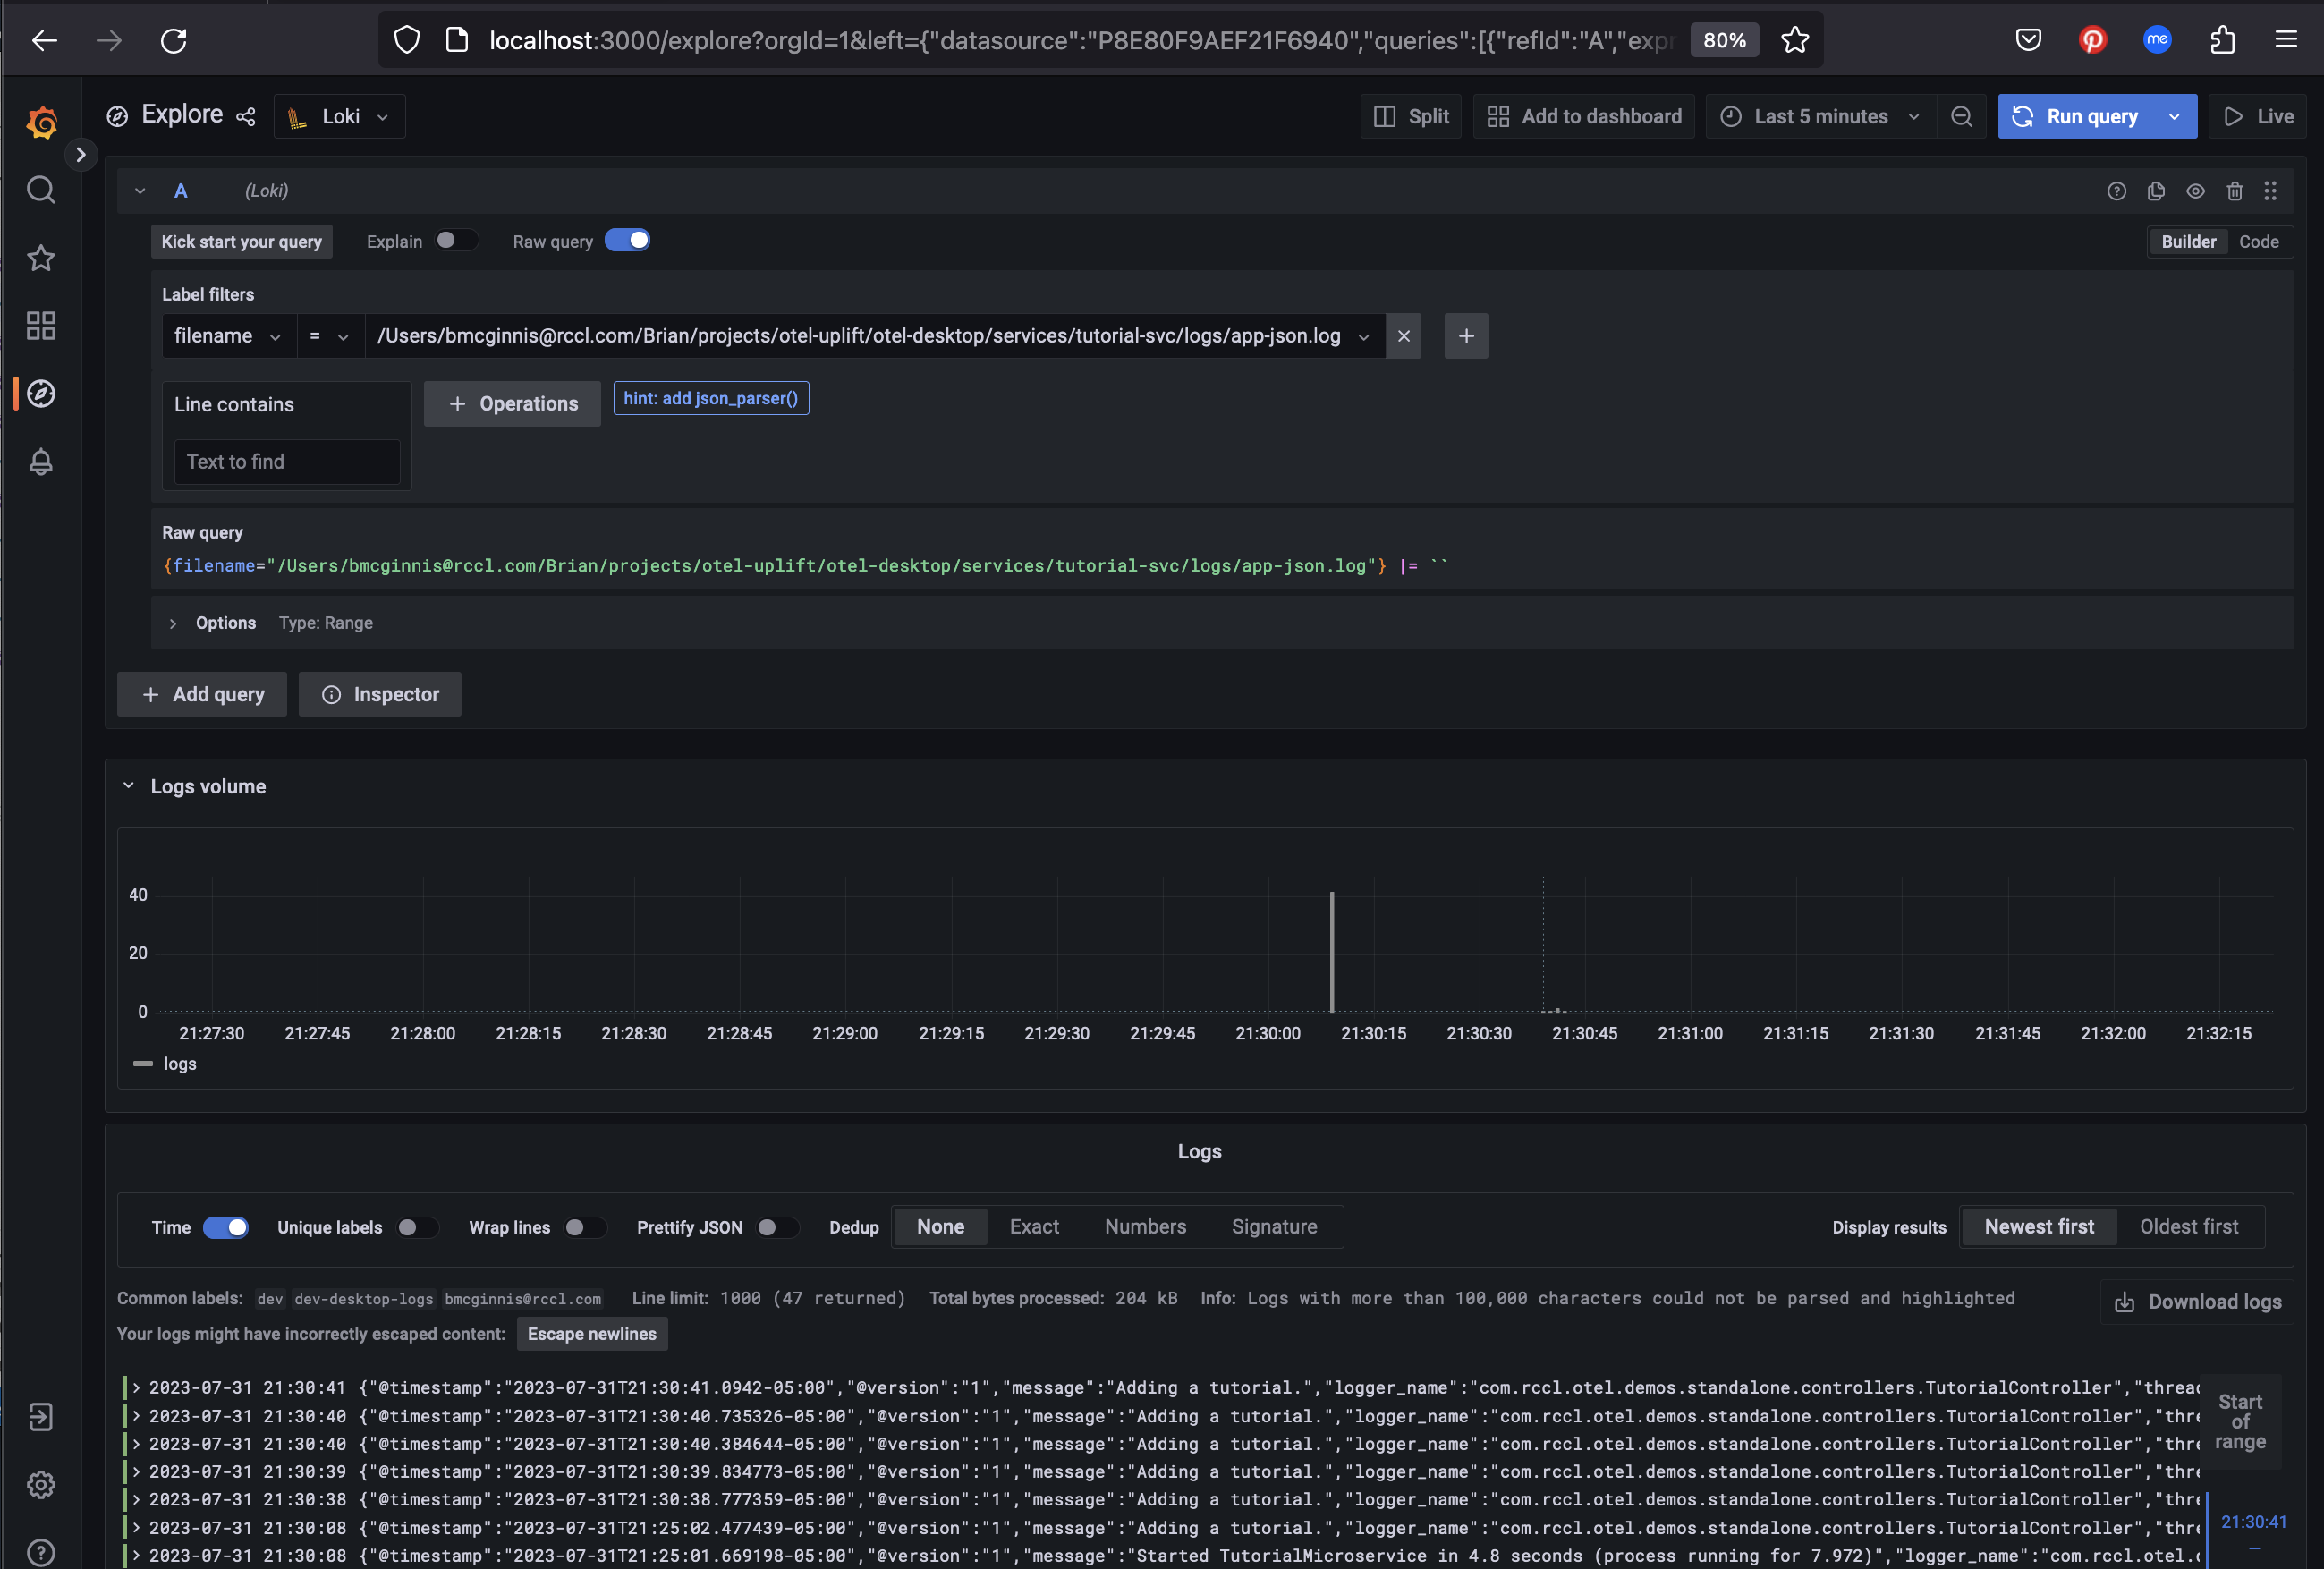 localhost:3000/explore?orgId=1&left={"datasource":"P8E80F9AEF21F6940","queries":[{"refId":"A","expr 80%
me
Explore Loki Split Add to dashboard Last 5 minutes Run query Live
A (Loki)
Kick start your query Explain Raw query Builder Code
Label filters
filename = /Users/bmcginnis@rccl.com/Brian/projects/otel-uplift/otel-desktop/services/tutorial-svc/logs/app-json.log
Line contains + Operations hint: add json_parser()
Text to find
Raw query
{filename="/Users/bmcginnis@rccl.com/Brian/projects/otel-uplift/otel-desktop/services/tutorial-svc/logs/app-json.log"} |= ``
Options Type: Range
+ Add query Inspector
Logs volume
40
20
0
21:27:30 21:27:45 21:28:00 21:28:15 21:28:30 21:28:45 21:29:00 21:29:15 21:29:30 21:29:45 21:30:00 21:30:15 21:30:30 21:30:45 21:31:00 21:31:15 21:31:30 21:31:45 21:32:00 21:32:15
logs
Logs
Time Unique labels Wrap lines Prettify JSON Dedup None Exact Numbers Signature Display results Newest first Oldest first
Common labels: dev dev-desktop-logs bmcginnis@rccl.com Line limit: 1000 (47 returned) Total bytes processed: 204 kB Info: Logs with more than 100,000 characters could not be parsed and highlighted Download logs
Your logs might have incorrectly escaped content: Escape newlines
2023-07-31 21:30:41 {"@timestamp":"2023-07-31T21:30:41.0942-05:00","@version":"1","message":"Adding a tutorial.","logger_name":"com.rccl.otel.demos.standalone.controllers.TutorialController","threa
2023-07-31 21:30:40 {"@timestamp":"2023-07-31T21:30:40.735326-05:00","@version":"1","message":"Adding a tutorial.","logger_name":"com.rccl.otel.demos.standalone.controllers.TutorialController","thre
2023-07-31 21:30:40 {"@timestamp":"2023-07-31T21:30:40.384644-05:00","@version":"1","message":"Adding a tutorial.","logger_name":"com.rccl.otel.demos.standalone.controllers.TutorialController","thre
2023-07-31 21:30:39 {"@timestamp":"2023-07-31T21:30:39.834773-05:00","@version":"1","message":"Adding a tutorial.","logger_name":"com.rccl.otel.demos.standalone.controllers.TutorialController","thre
2023-07-31 21:30:38 {"@timestamp":"2023-07-31T21:30:38.777359-05:00","@version":"1","message":"Adding a tutorial.","logger_name":"com.rccl.otel.demos.standalone.controllers.TutorialController","thre
2023-07-31 21:30:08 {"@timestamp":"2023-07-31T21:25:02.477439-05:00","@version":"1","message":"Adding a tutorial.","logger_name":"com.rccl.otel.demos.standalone.controllers.TutorialController","thre
2023-07-31 21:30:08 {"@timestamp":"2023-07-31T21:25:01.669198-05:00","@version":"1","message":"Started TutorialMicroservice in 4.8 seconds (process running for 7.972)","logger_name":"com.rccl.otel.
Start
of
range
21:30:41
—